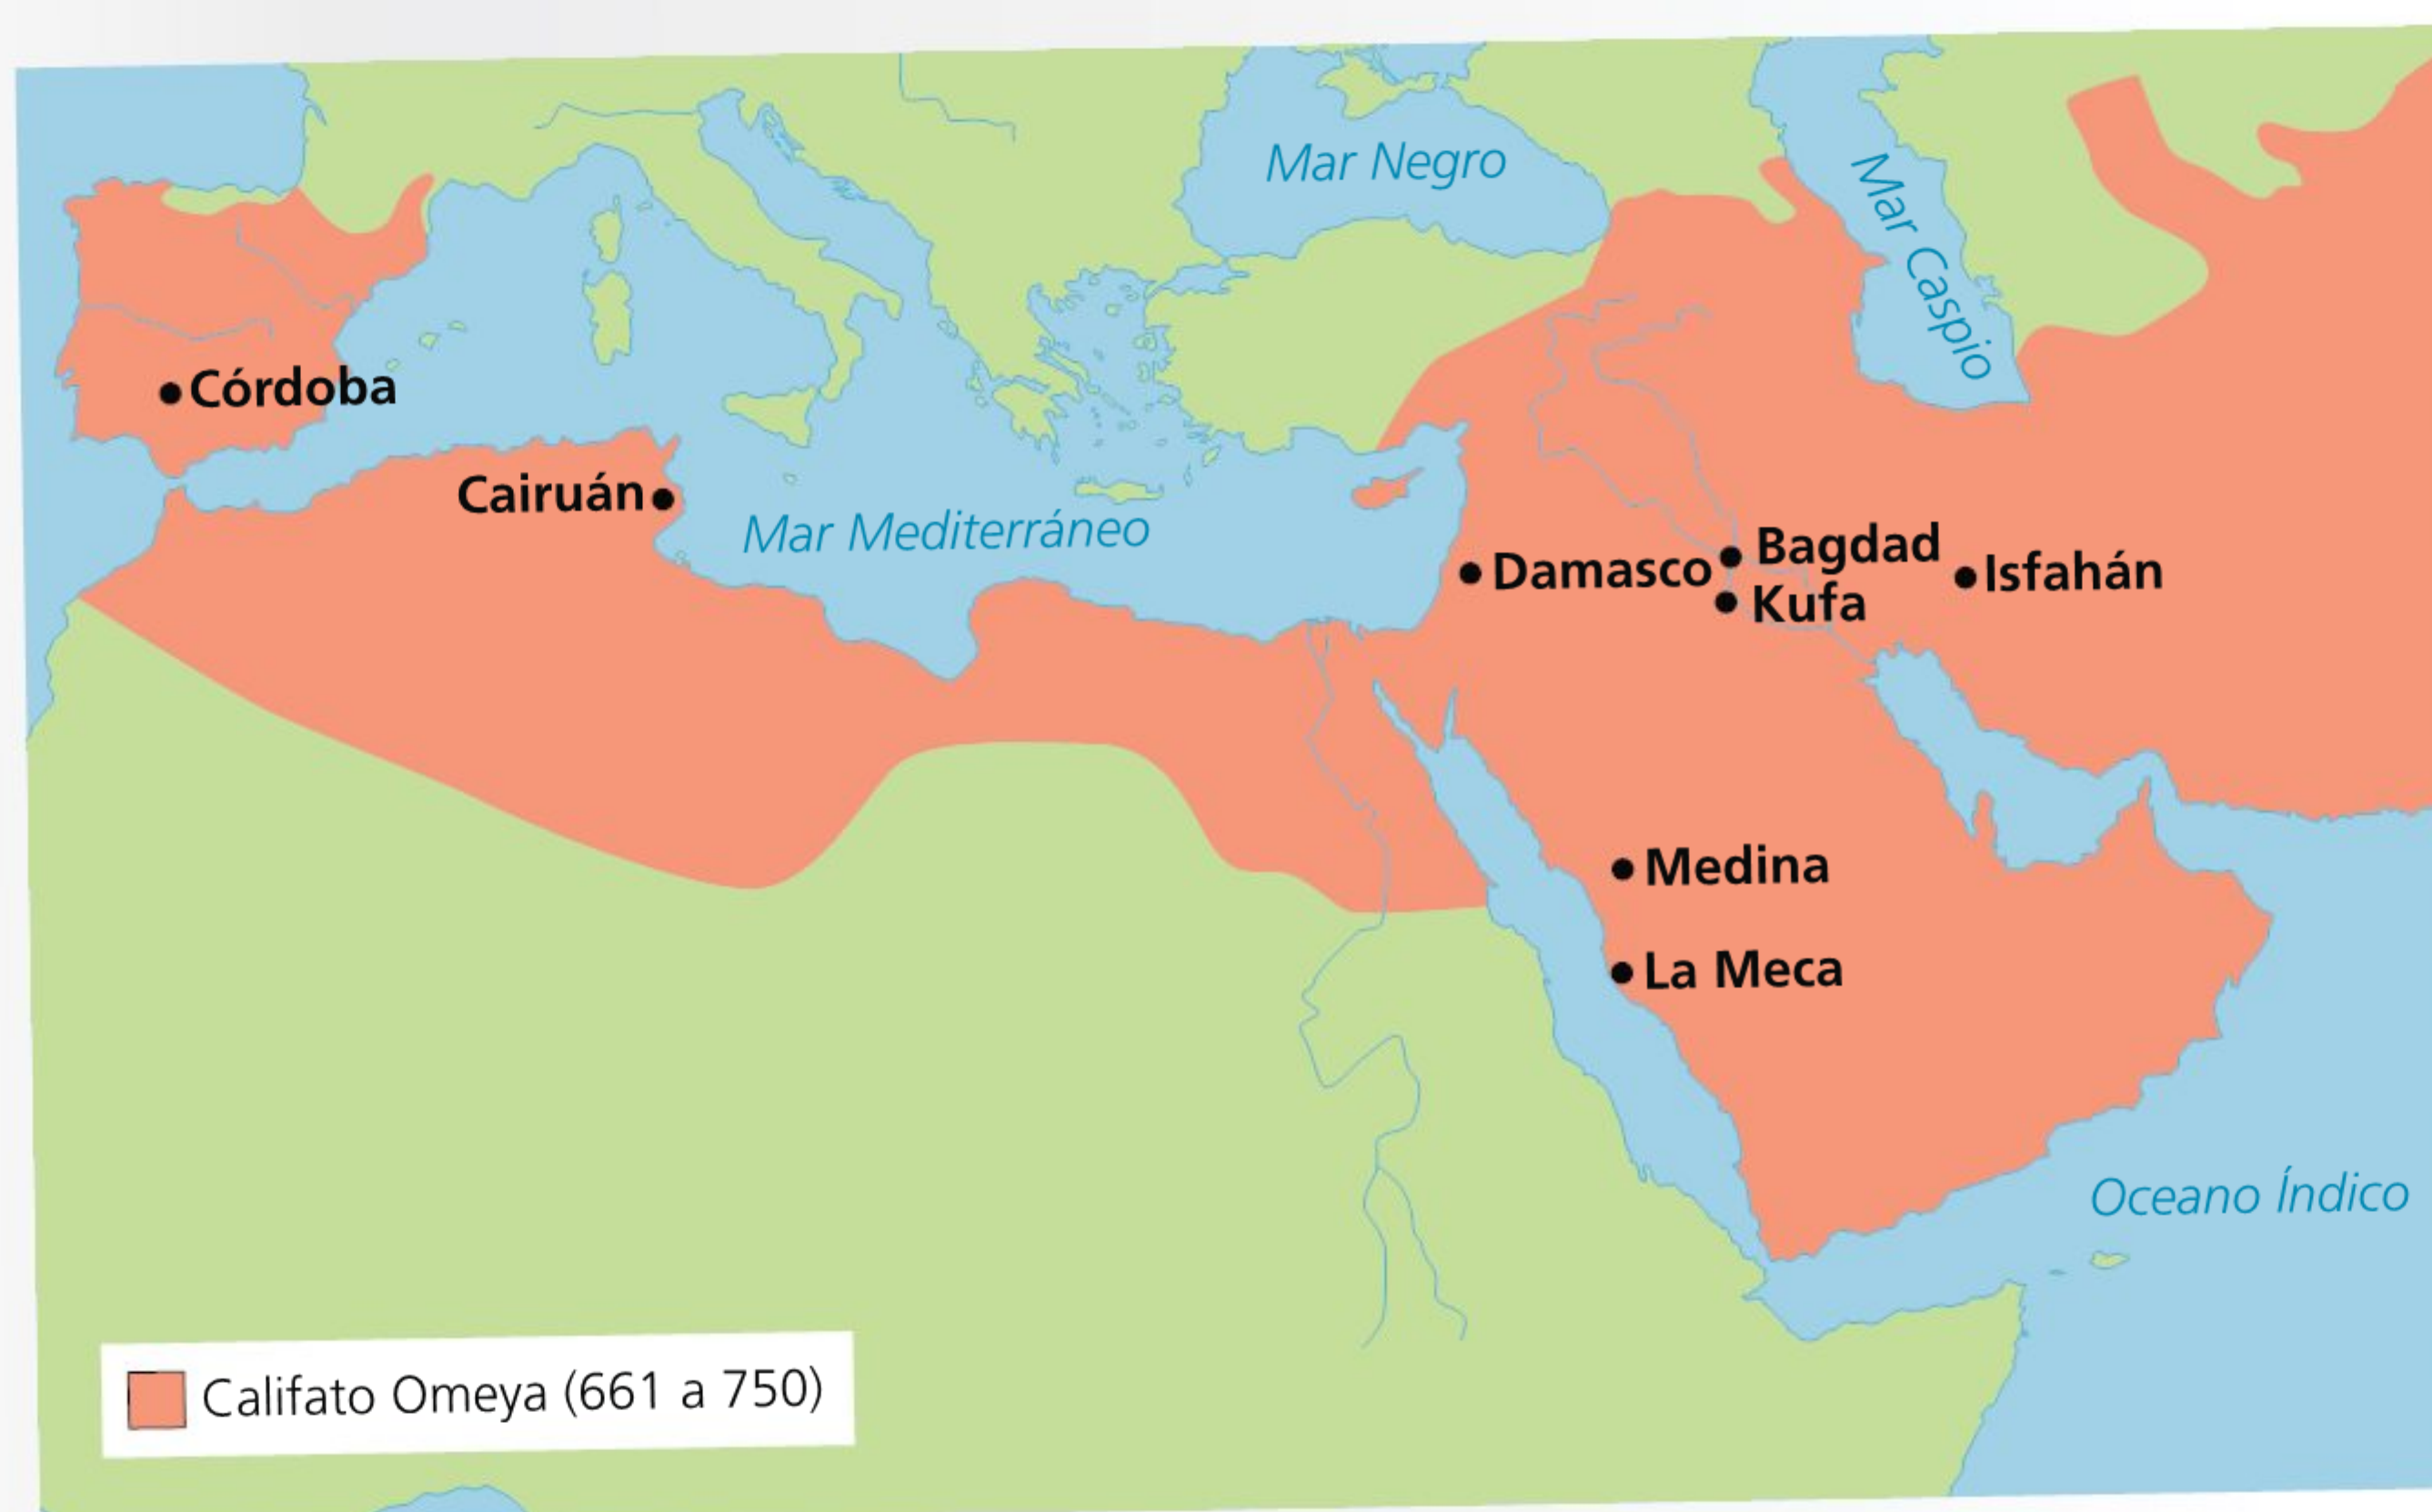 Mar Negro
Mar Caspio
Córdoba
Cairuán
Mar Mediterráneo
Bagdad
Damasco
Isfahán
Kufa
Medina
La Meca
Oceano Índico
Califato Omeya (661 a 750)